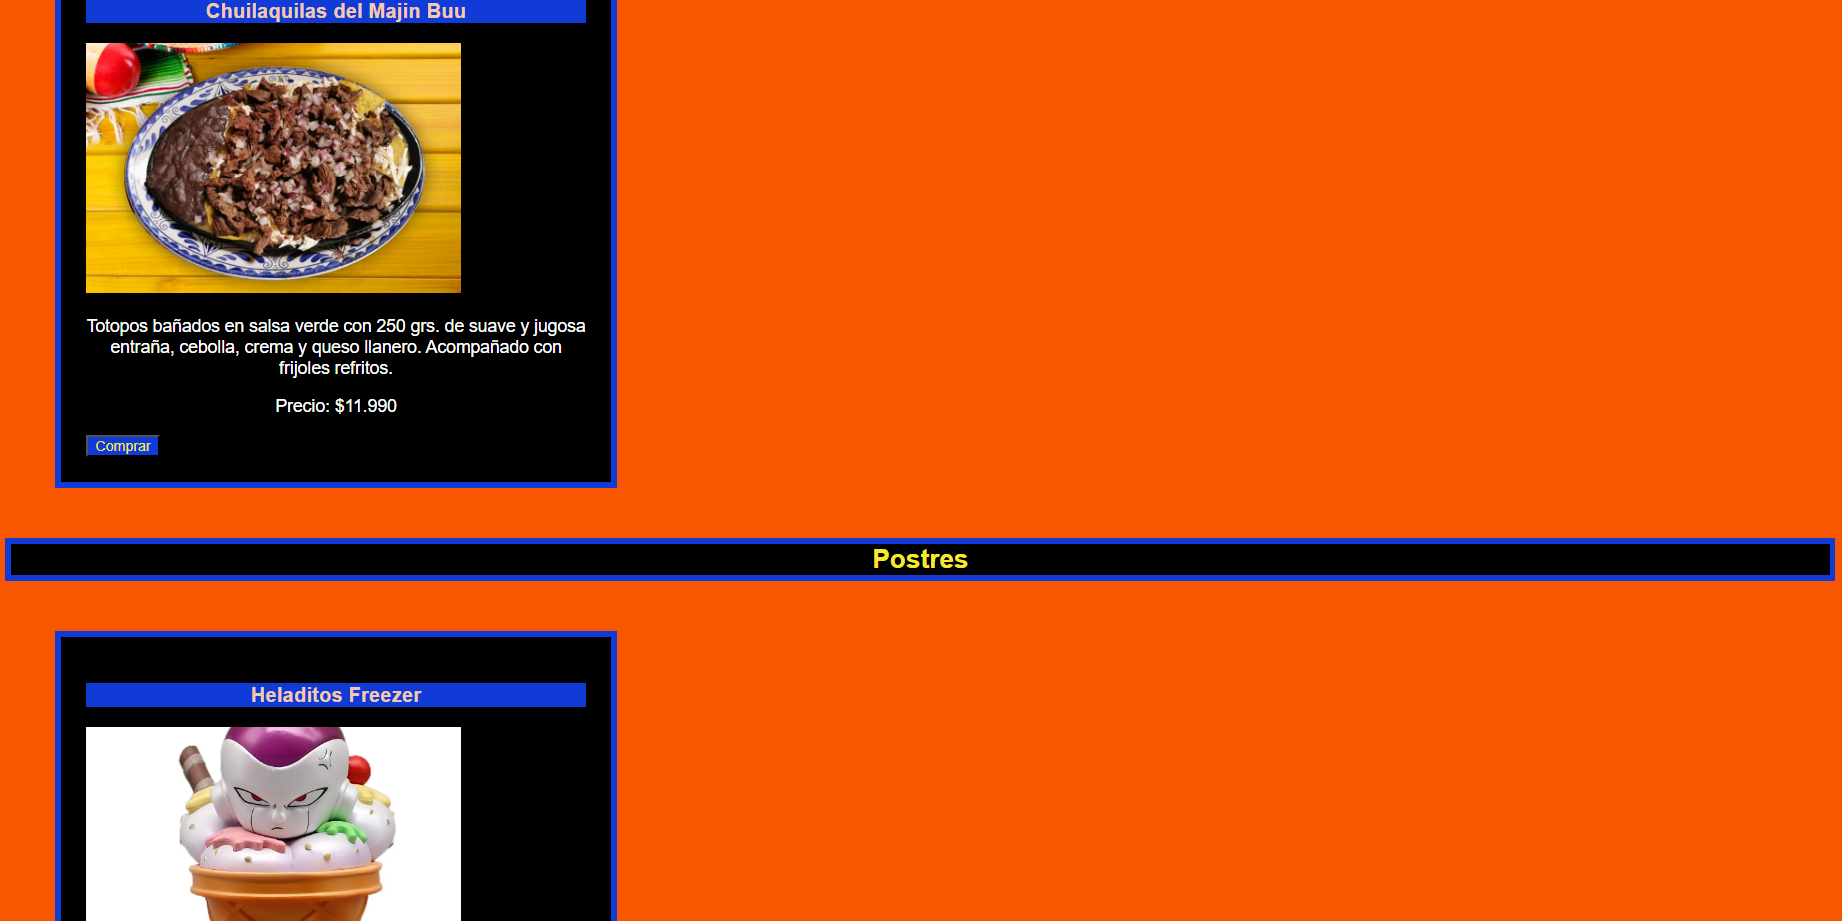 Chuilaquilas del Majin Buu
Totopos bañados en salsa verde con 250 grs. de suave y jugosa
entraña, cebolla, crema y queso llanero. Acompañado con
frijoles refritos.
Precio: $11.990
Comprar
Postres
Heladitos Freezer